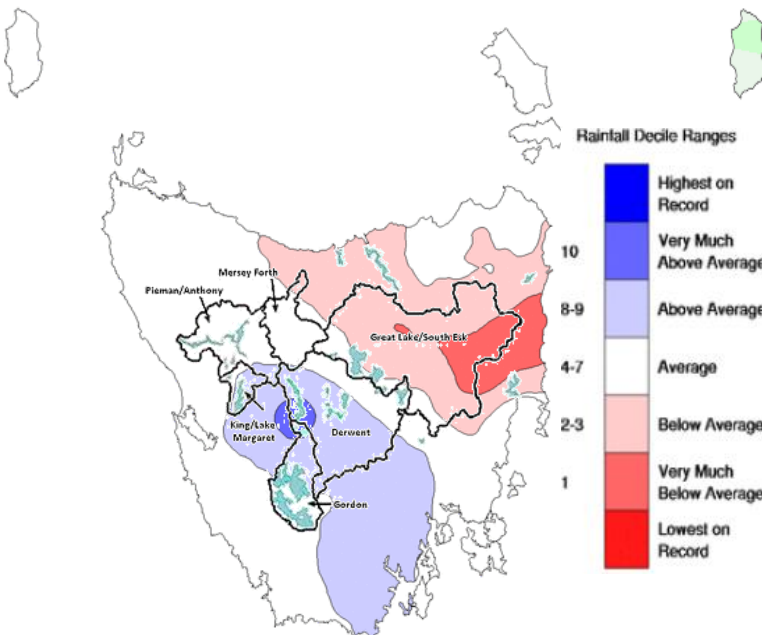 Rainfall Decile Ranges
Highest on
Record
10
Very Much
Above Average
8-9
Above Average
4-7
Average
2-3
Below Average
1
Very Much
Below Average
Lowest on
Record
Mersey Forth
Pieman/Anthony
Great Lake/South Esk
King/Lake
Margaret
Derwent
Gordon